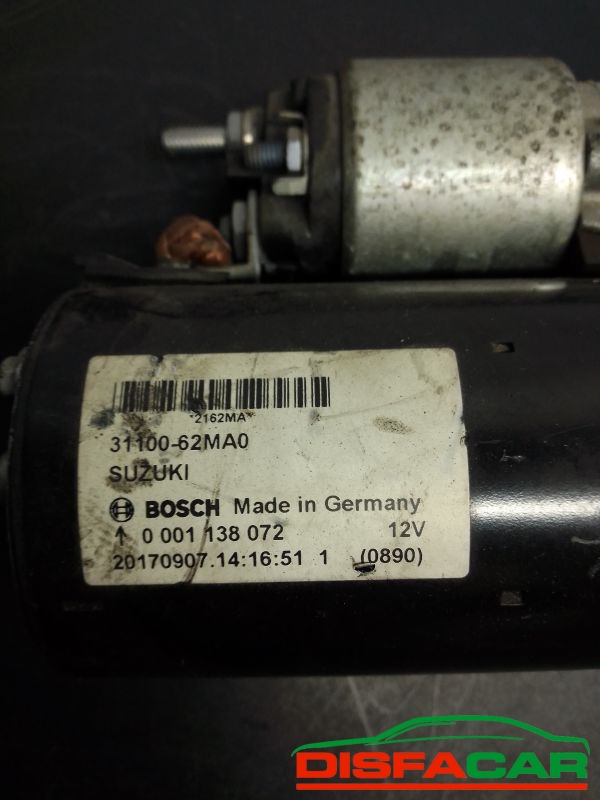 *2162MA*
31100-62MA0
SUZUKI
BOSCH Made in Germany
↑ 0 001 138 072 12V
20170907.14:16:51 1 (0890)
DISFACAR